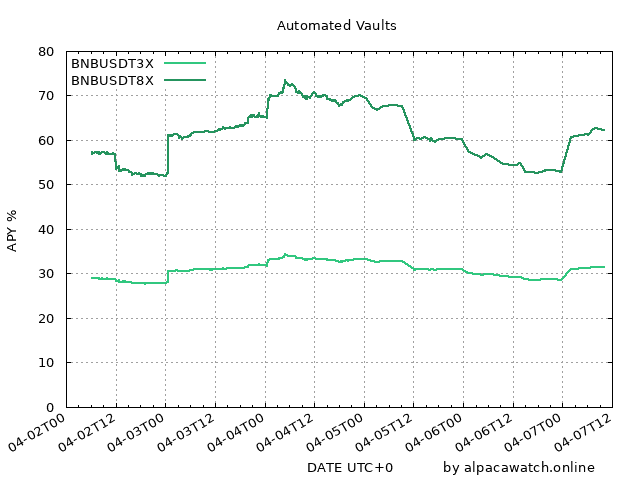 Automated Vaults
BNBUSDT3X
BNBUSDT8X
APY %
80
70
60
50
40
30
20
10
0
04-02T00
04-02T12
04-03T00
04-03T12
04-04T00
04-04T12
04-05T00
04-05T12
04-06T00
04-06T12
04-07T00
04-07T12
DATE UTC+0
by alpacawatch.online